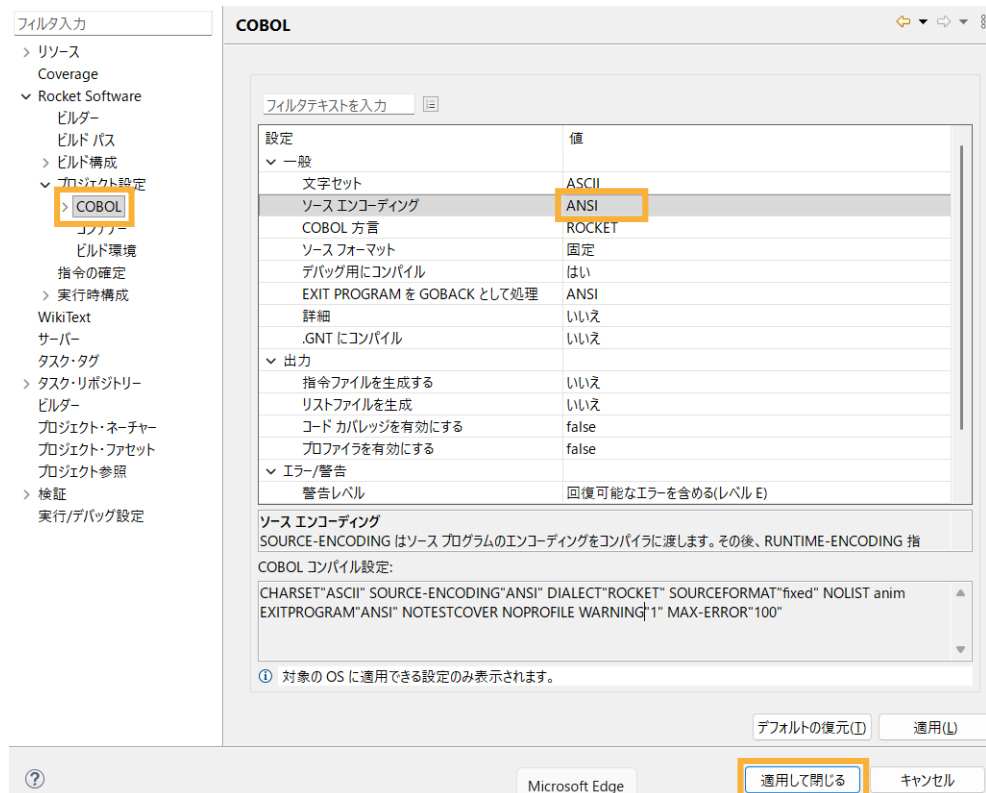 フィルタ入力
リソース
Coverage
Rocket Software
ビルダー
ビルド パス
ビルド構成
プロジェクト設定
COBOL
コンテナー
ビルド環境
指令の確定
実行時構成
WikiText
サーバー
タスク・タグ
タスク・リポジトリー
ビルダー
プロジェクト・ネーチャー
プロジェクト・ファセット
プロジェクト参照
検証
実行/デバッグ設定
COBOL
フィルタテキストを入力
設定 値
一般
文字セット ASCII
ソース エンコーディング ANSI
COBOL 方言 ROCKET
ソース フォーマット 固定
デバッグ用にコンパイル はい
EXIT PROGRAM を GOBACK として処理 ANSI
詳細 いいえ
.GNT にコンパイル いいえ
出力
指令ファイルを生成する いいえ
リストファイルを生成 いいえ
コード カバレッジを有効にする false
プロファイラを有効にする false
エラー/警告
警告レベル 回復可能なエラーを含める(レベル E)
ソース エンコーディング
SOURCE-ENCODING はソース プログラムのエンコーディングをコンパイラに渡します。その後、RUNTIME-ENCODING 指
COBOL コンパイル設定:
CHARSET"ASCII" SOURCE-ENCODING"ANSI" DIALECT"ROCKET" SOURCEFORMAT"fixed" NOLIST anim
EXITPROGRAM"ANSI" NOTESTCOVER NOPROFILE WARNING"1" MAX-ERROR"100"
対象の OS に適用できる設定のみ表示されます。
デフォルトの復元(T) 適用(L)
Microsoft Edge
適用して閉じる キャンセル